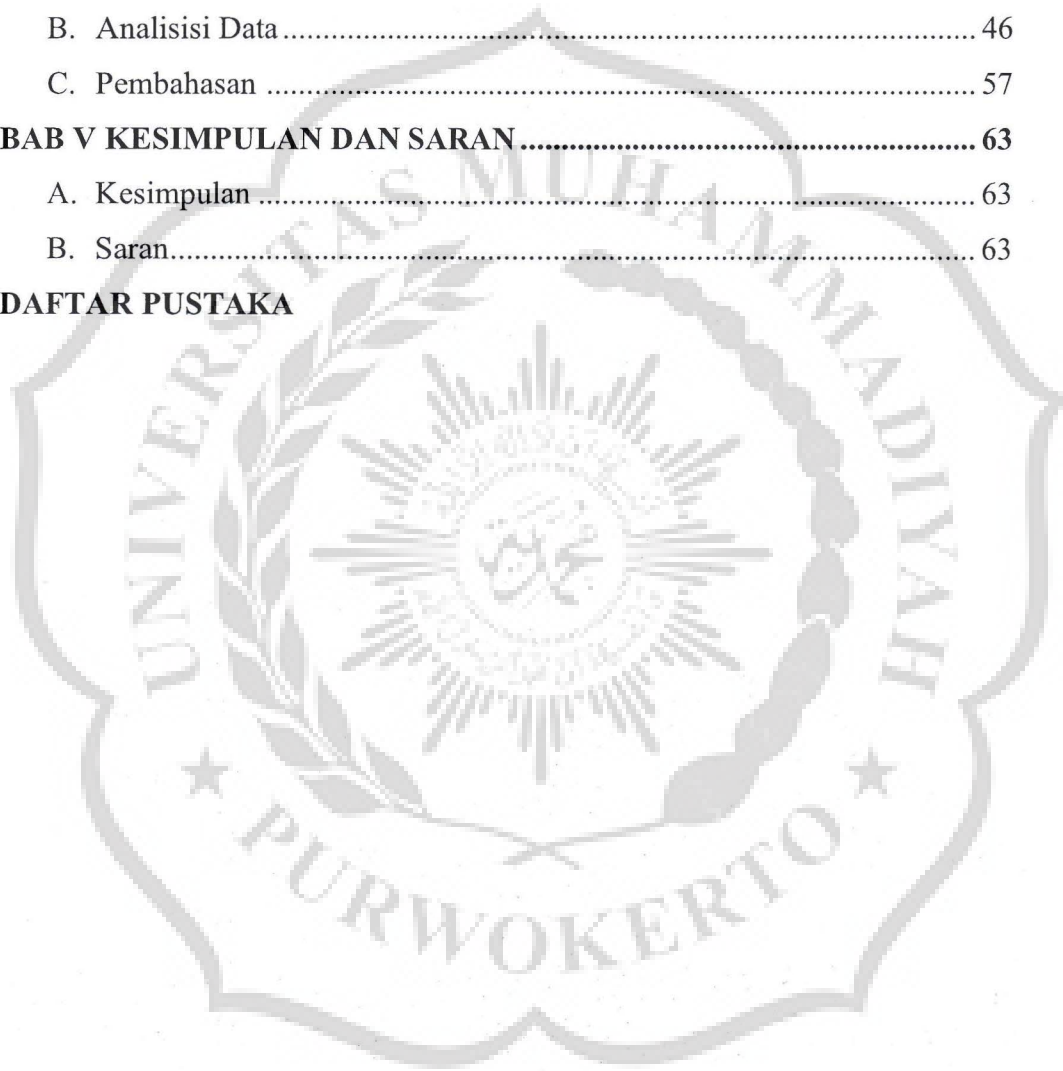 B. Analisisi Data .......................................................................................... 46
C. Pembahasan .......................................................................................... 57
BAB V KESIMPULAN DAN SARAN ........................................................ 63
A. Kesimpulan .......................................................................................... 63
B. Saran .......................................................................................... 63
DAFTAR PUSTAKA
UNIVERSITAS MUHAMMADIYAH
PURWOKERTO